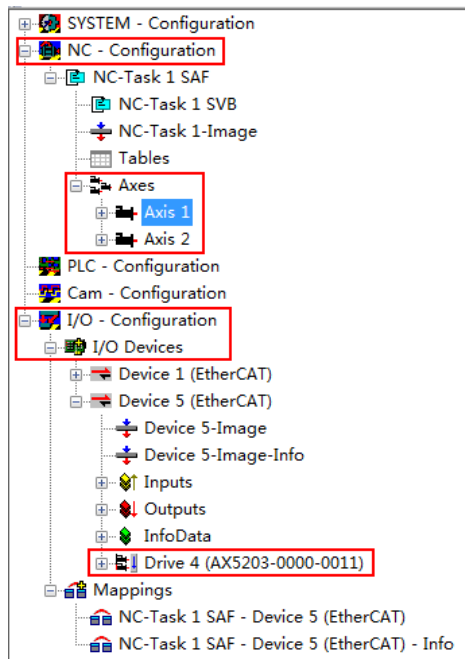 SYSTEM - Configuration
NC - Configuration
NC-Task 1 SAF
NC-Task 1 SVB
NC-Task 1-Image
Tables
Axes
Axis 1
Axis 2
PLC - Configuration
Cam - Configuration
I/O - Configuration
I/O Devices
Device 1 (EtherCAT)
Device 5 (EtherCAT)
Device 5-Image
Device 5-Image-Info
Inputs
Outputs
InfoData
Drive 4 (AX5203-0000-0011)
Mappings
NC-Task 1 SAF - Device 5 (EtherCAT)
NC-Task 1 SAF - Device 5 (EtherCAT) - Info